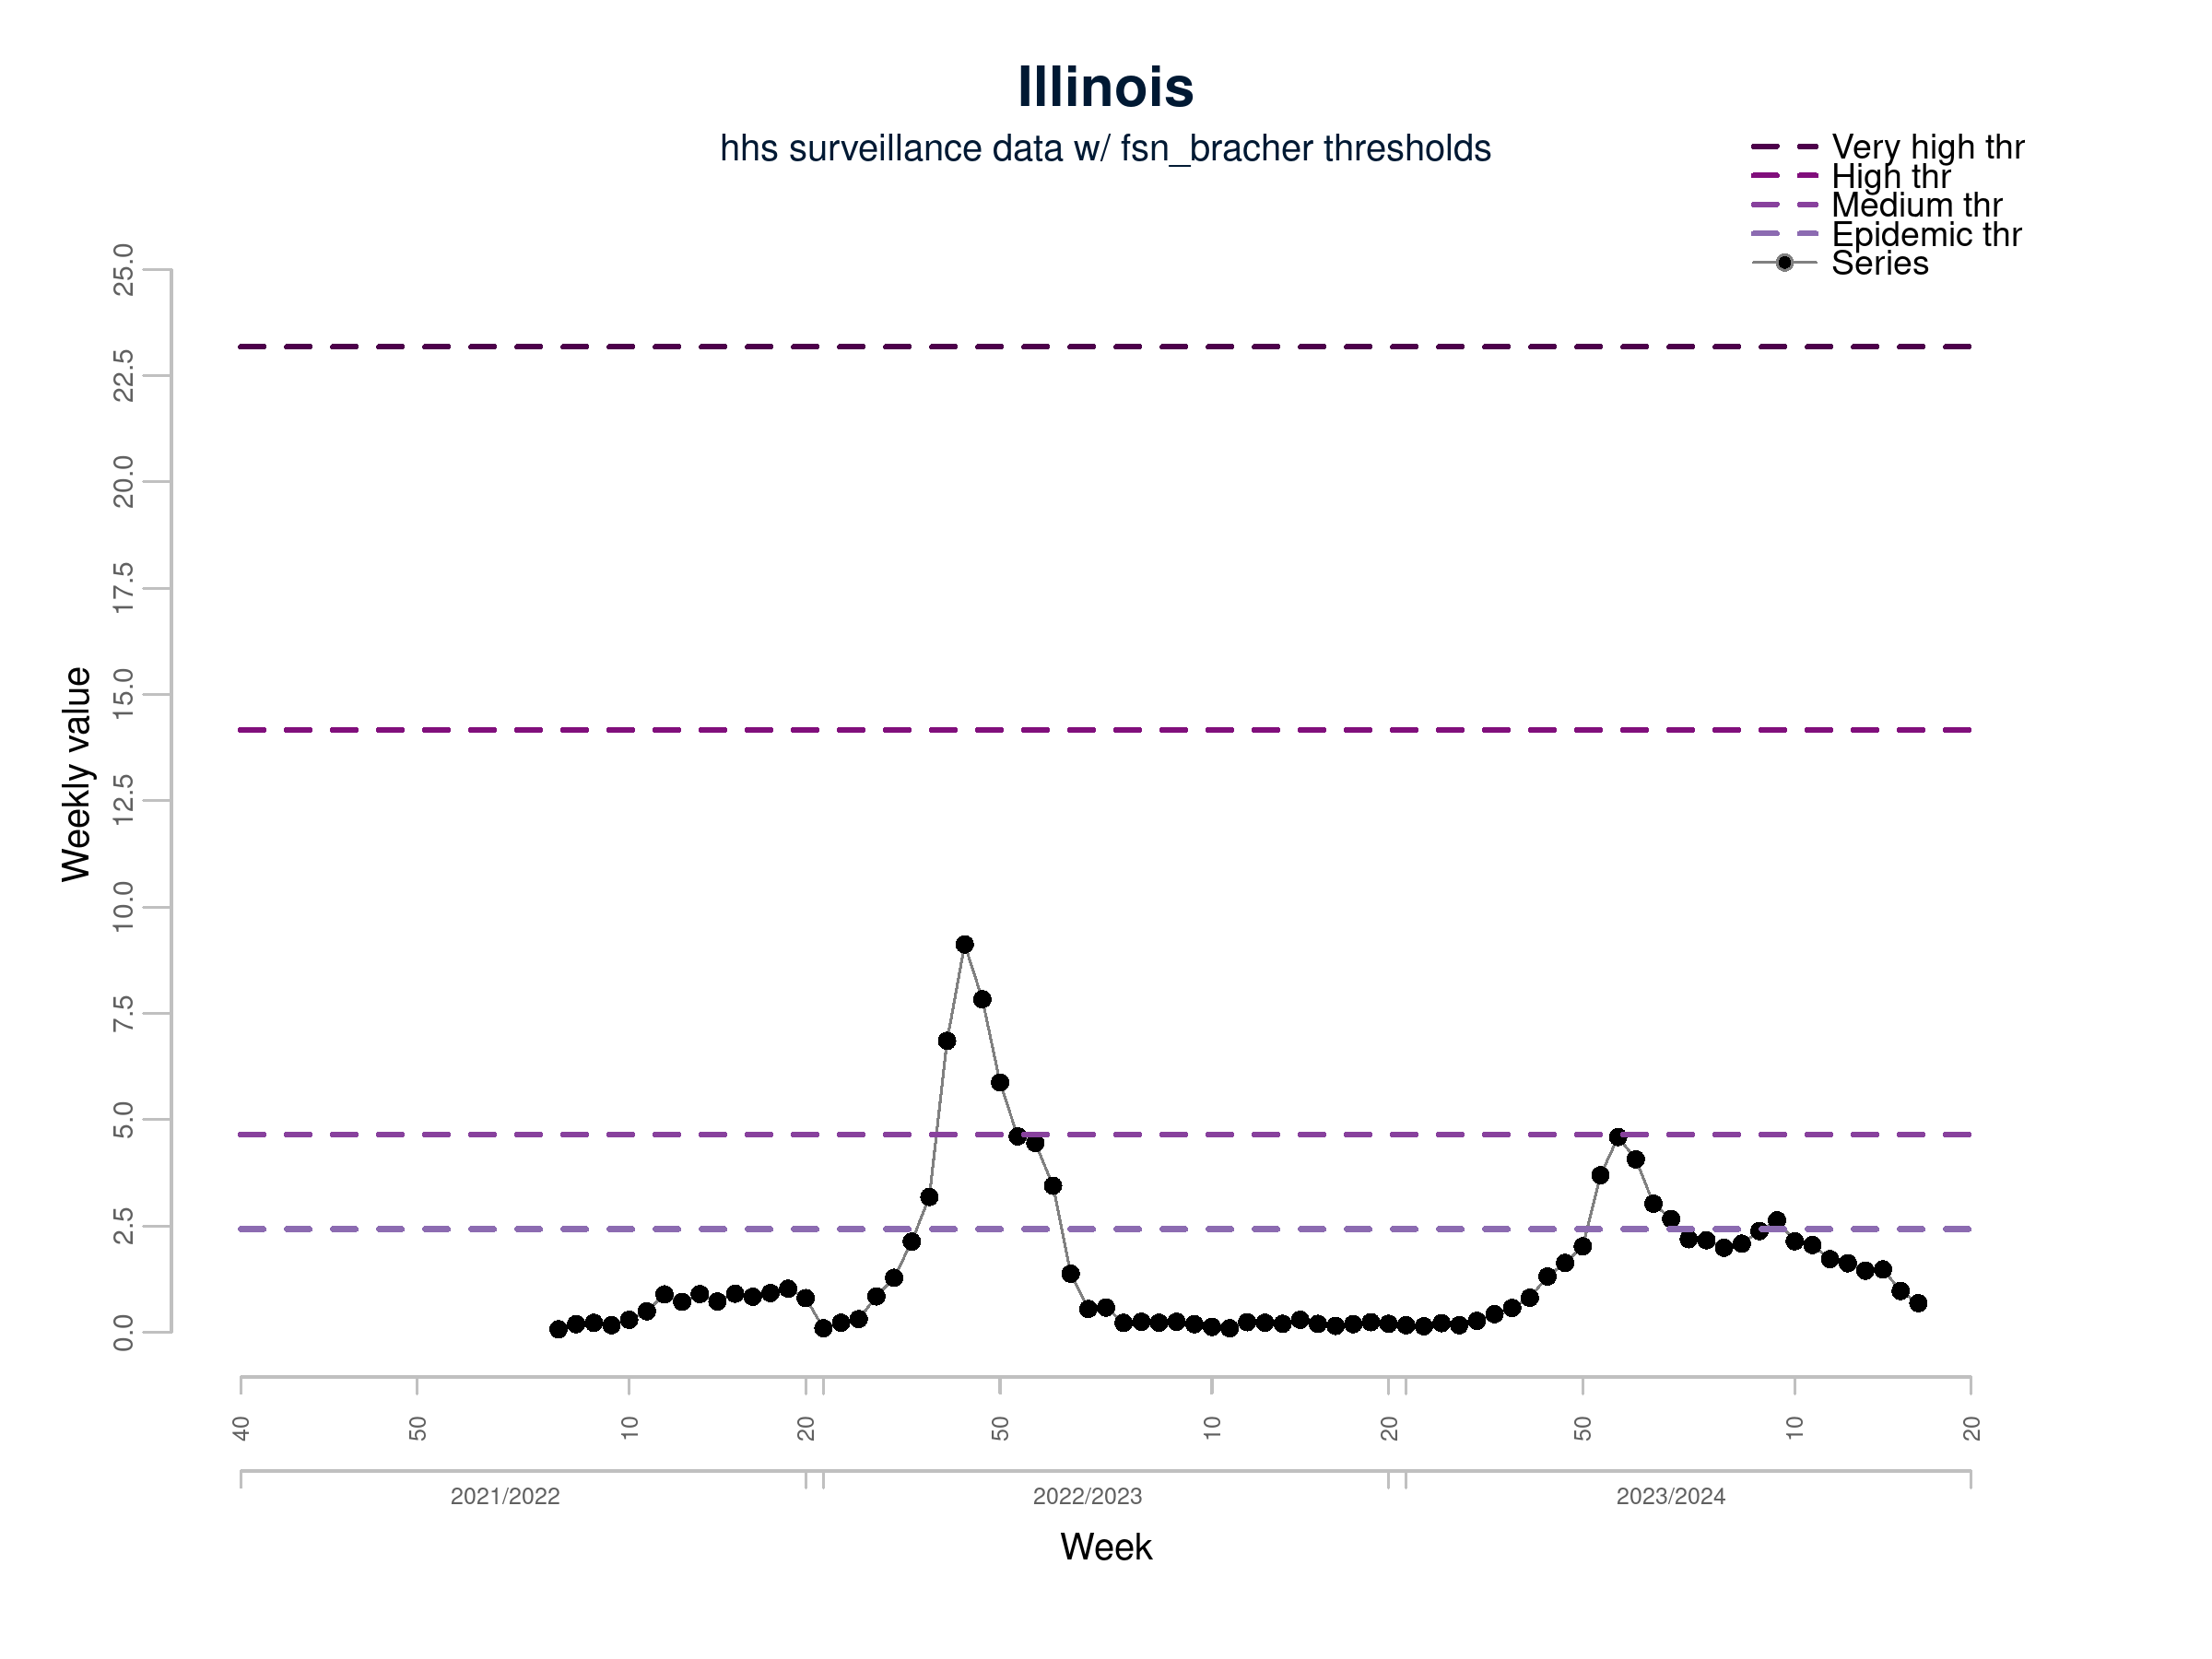 Illinois
hhs surveillance data w/ fsn_bracher thresholds
Very high thr
High thr
Medium thr
Epidemic thr
Series
Weekly value
25.0
22.5
20.0
17.5
15.0
12.5
10.0
7.5
5.0
2.5
0.0
40 50 10 20 50 10 20 50 10 20
2021/2022 2022/2023 2023/2024
Week